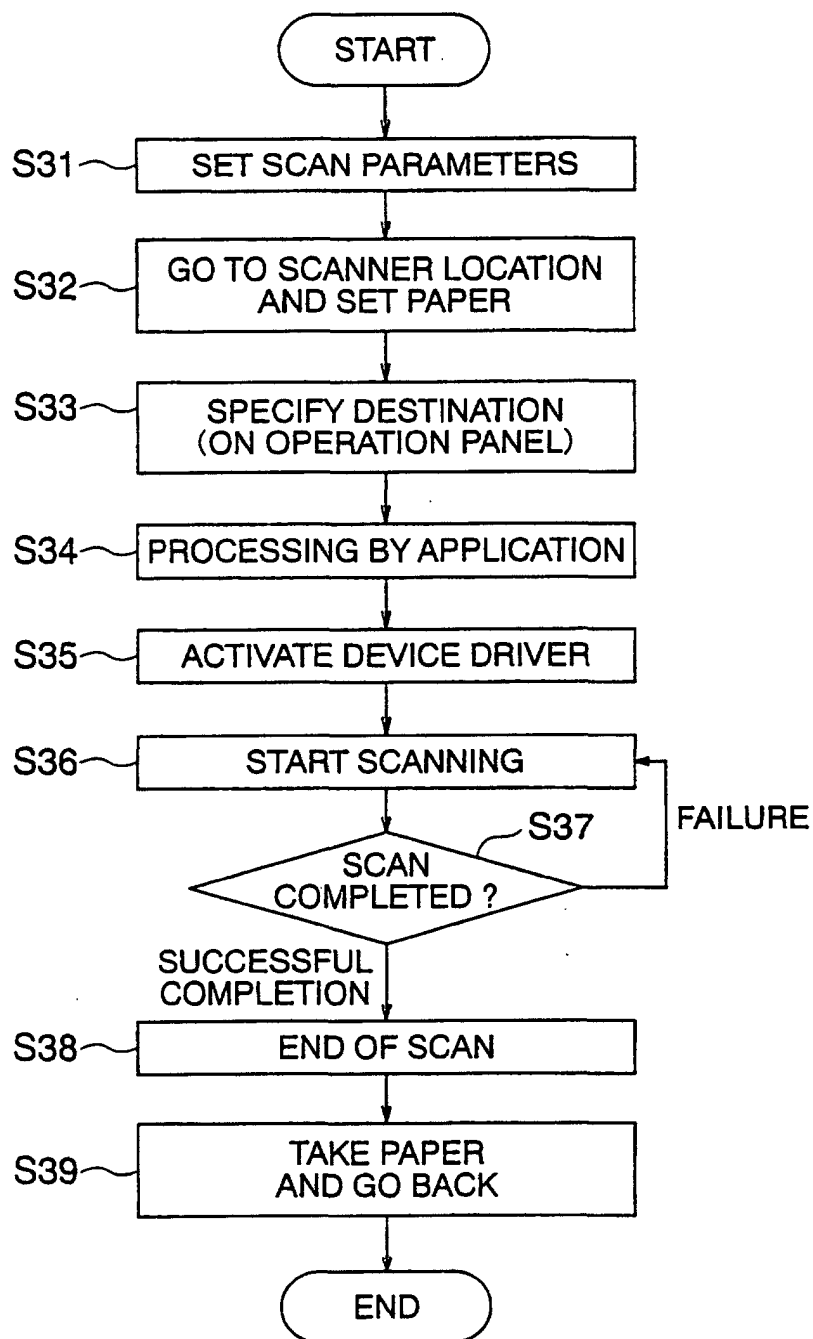 START
S31
SET SCAN PARAMETERS
S32
GO TO SCANNER LOCATION
AND SET PAPER
S33
SPECIFY DESTINATION
(ON OPERATION PANEL)
S34
PROCESSING BY APPLICATION
S35
ACTIVATE DEVICE DRIVER
S36
START SCANNING
FAILURE
S37
SCAN
COMPLETED ?
SUCCESSFUL
COMPLETION
S38
END OF SCAN
S39
TAKE PAPER
AND GO BACK
END